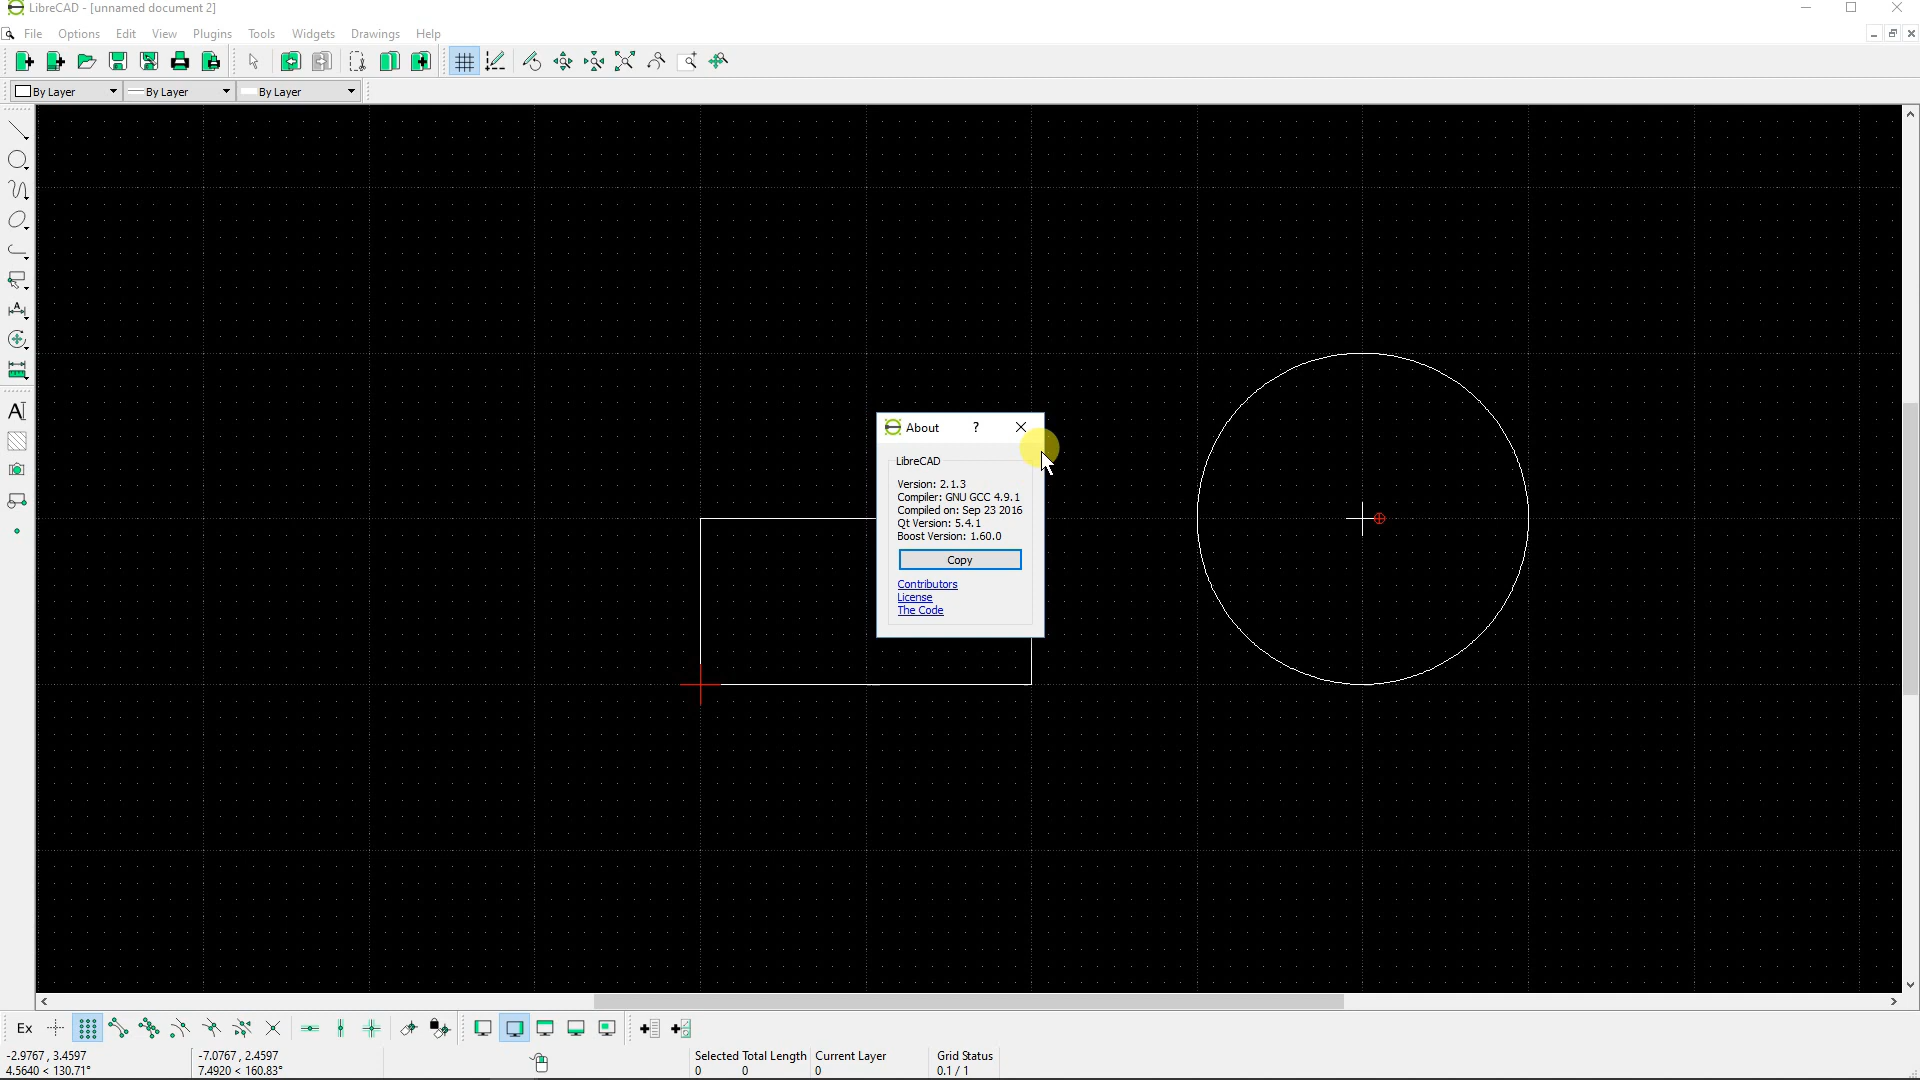 LibreCAD - [unnamed document 2]
File Options Edit View Plugins Tools Widgets Drawings Help
By Layer By Layer By Layer
About ?
LibreCAD
Version: 2.1.3
Compiler: GNU GCC 4.9.1
Compiled on: Sep 23 2016
Qt Version: 5.4.1
Boost Version: 1.60.0
Copy
Contributors
License
The Code
A
A
Ex
-2.9767 , 3.4597 -7.0767 , 2.4597 Selected Total Length Current Layer Grid Status
4.5640 < 130.71° 7.4920 < 160.83° 0 0 0 0.1 / 1